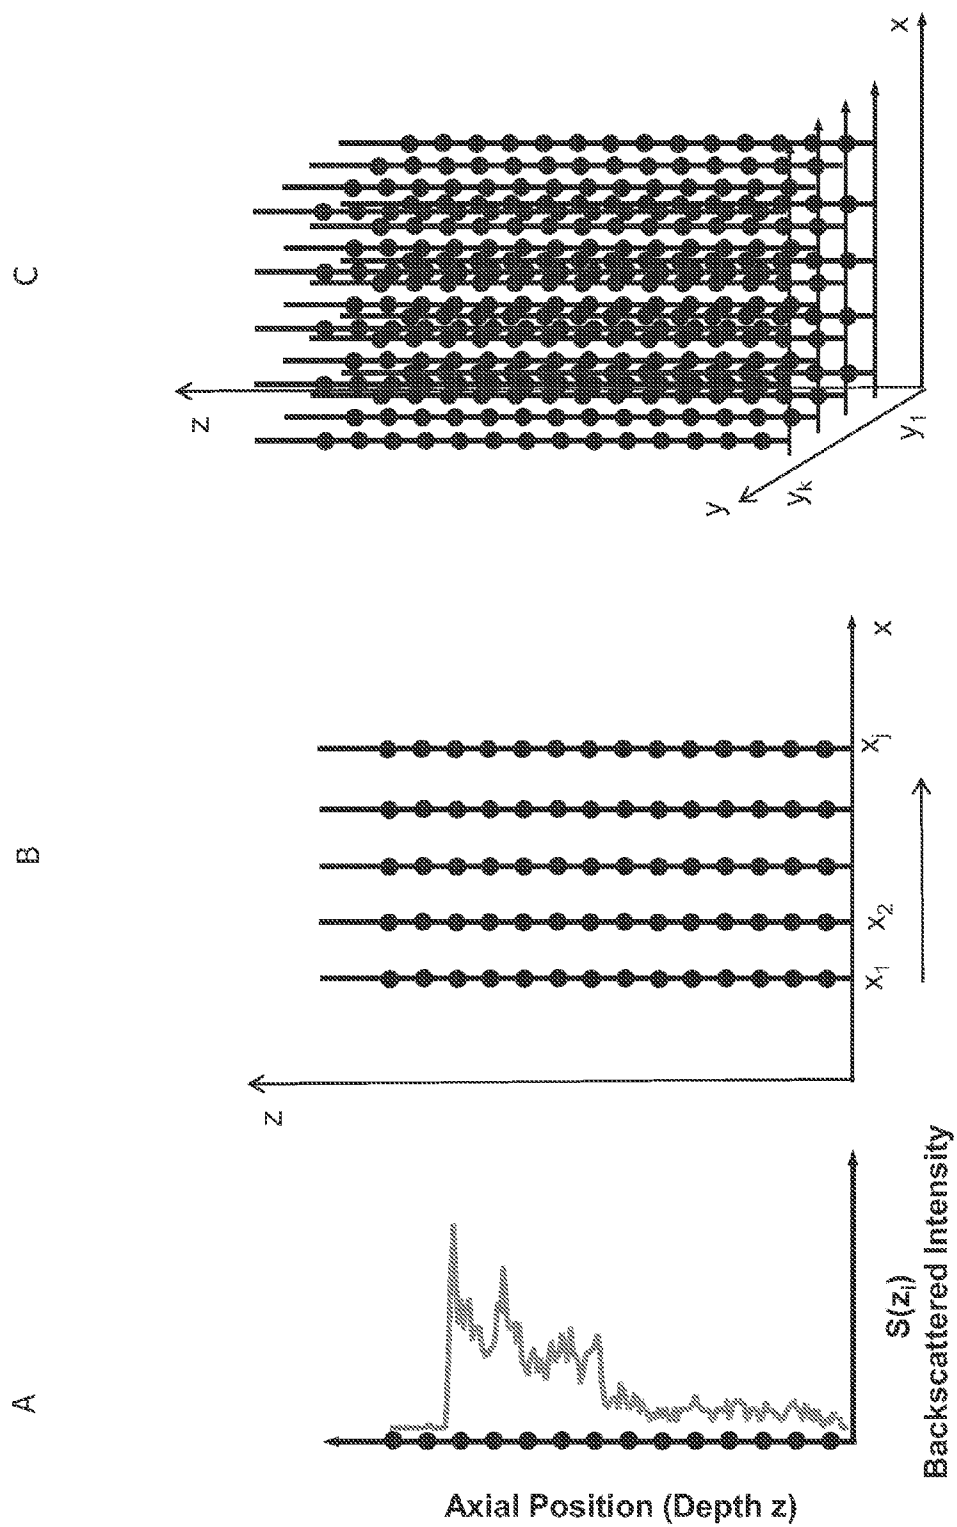 A
Axial Position (Depth z)
S(zᵢ)
Backscattered Intensity
B
z
x₁
x₂
xⱼ
x
C
z
y
yₖ
y₁
x